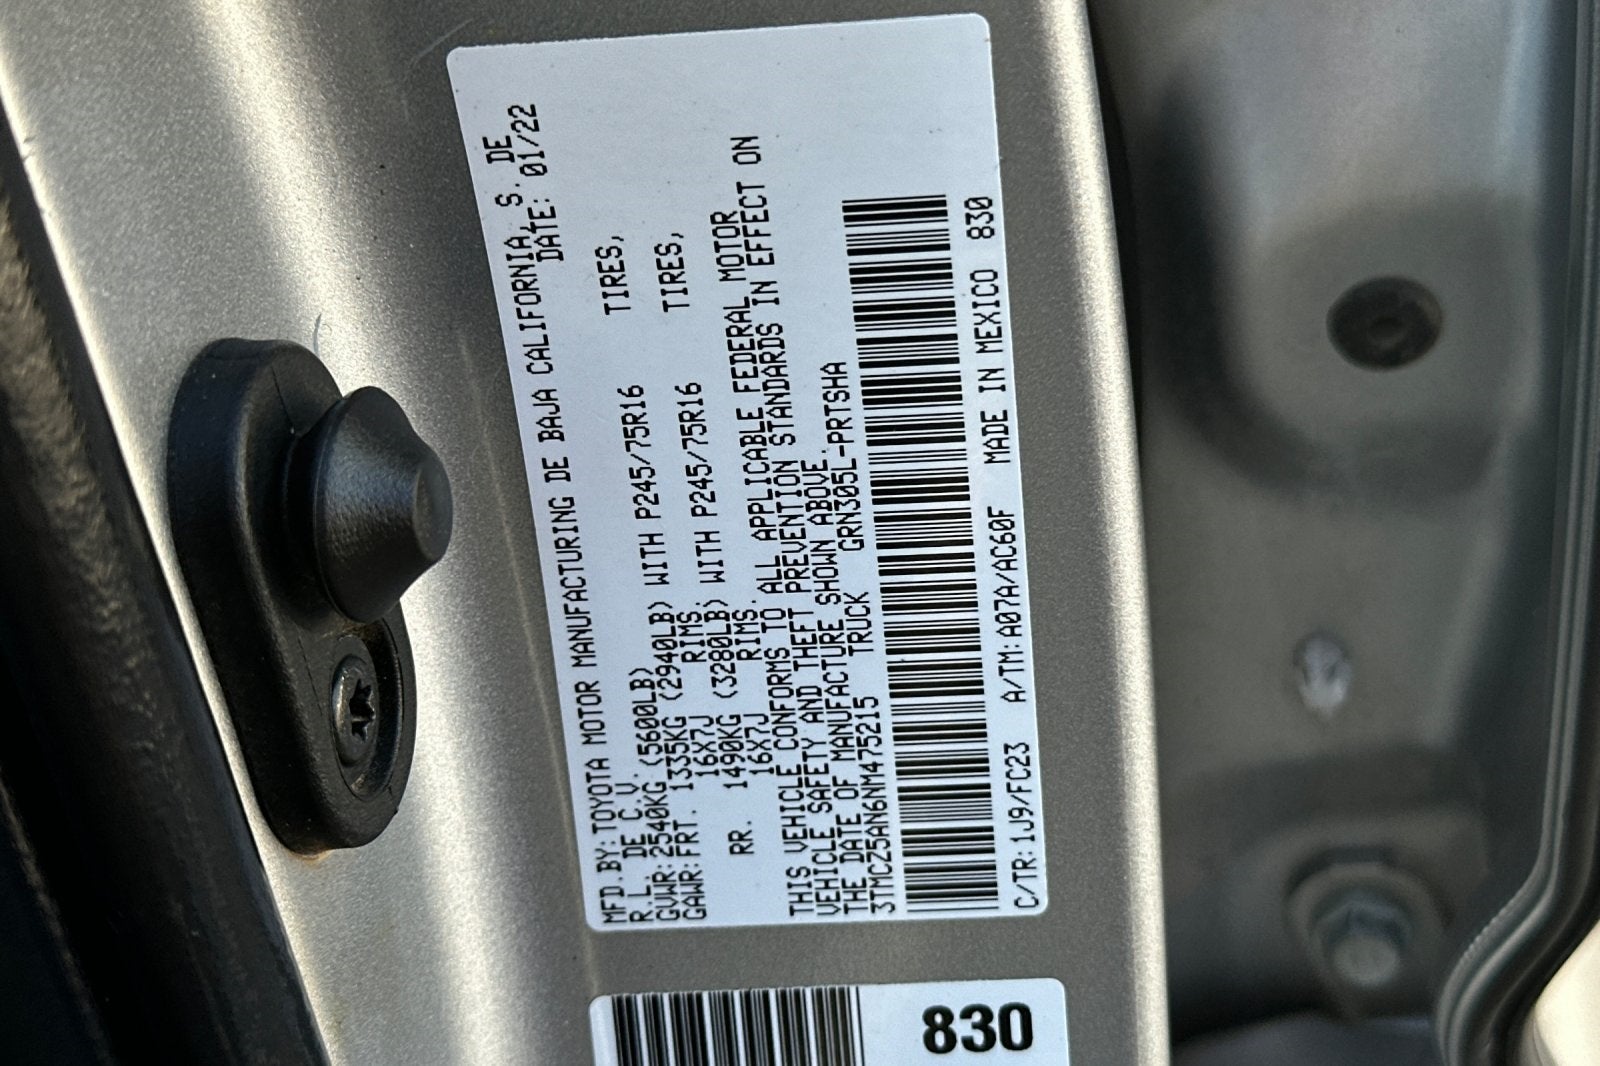 MFD.BY:TOYOTA MOTOR MANUFACTURING DE BAJA CALIFORNIA, S. DE
R.L. DE C.V. DATE: 01/22
GVWR:2540KG (5600LB)
GAWR:FRT. 1335KG (2940LB) WITH P245/75R16 TIRES,
16X7J RIMS.
RR. 1490KG (3280LB) WITH P245/75R16 TIRES,
16X7J RIMS.
THIS VEHICLE CONFORMS TO ALL APPLICABLE FEDERAL MOTOR
VEHICLE SAFETY AND THEFT PREVENTION STANDARDS IN EFFECT ON
THE DATE OF MANUFACTURE SHOWN ABOVE.
3TMCZ5AN6NM475215 TRUCK GRN305L-PRTSHA
C/TR:1J9/FC23 A/TM:A07A/AC60F MADE IN MEXICO 830
830